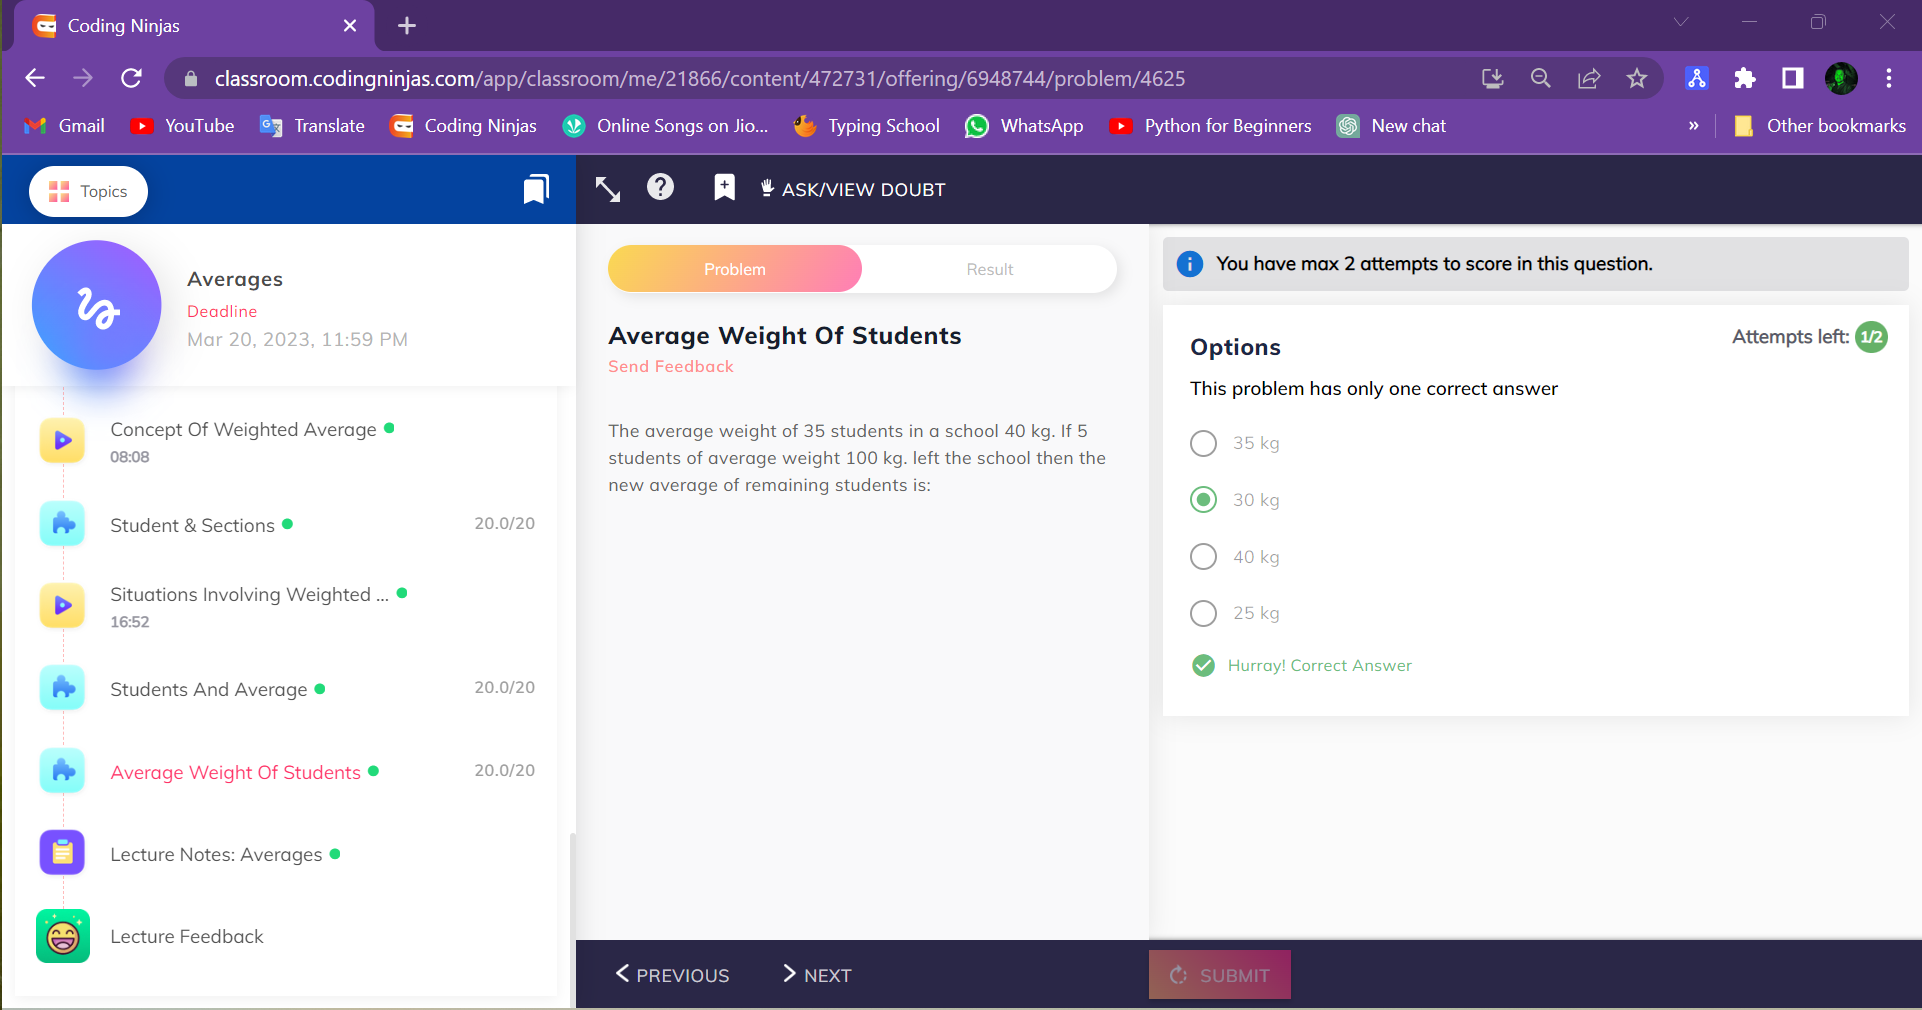 Coding Ninjas
classroom.codingninjas.com/app/classroom/me/21866/content/472731/offering/6948744/problem/4625
Gmail YouTube Translate Coding Ninjas Online Songs on Jio... Typing School WhatsApp Python for Beginners New chat » Other bookmarks
Topics
ASK/VIEW DOUBT
Averages
Deadline
Mar 20, 2023, 11:59 PM
Concept Of Weighted Average
08:08
Student & Sections 20.0/20
Situations Involving Weighted ...
16:52
Students And Average 20.0/20
Average Weight Of Students 20.0/20
Lecture Notes: Averages
Lecture Feedback
Problem Result
Average Weight Of Students
Send Feedback
The average weight of 35 students in a school 40 kg. If 5
students of average weight 100 kg. left the school then the
new average of remaining students is:
You have max 2 attempts to score in this question.
Attempts left: 1/2
Options
This problem has only one correct answer
35 kg
30 kg
40 kg
25 kg
Hurray! Correct Answer
PREVIOUS NEXT SUBMIT